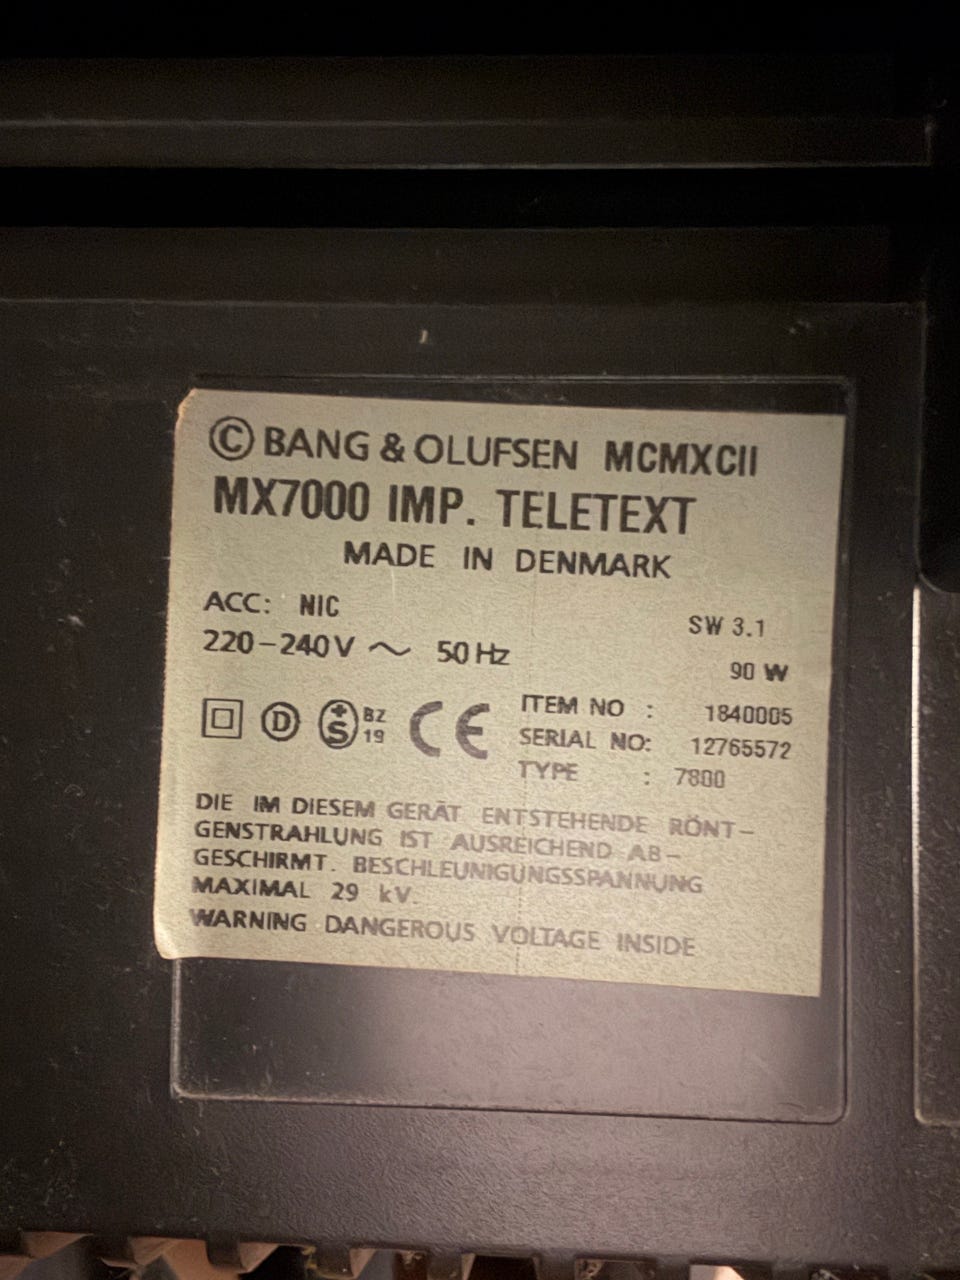 © BANG & OLUFSEN MCMXCII
MX7000 IMP. TELETEXT
MADE IN DENMARK
ACC: NIC
SW 3.1
220-240V ~ 50 Hz
90 W
D S BZ 19 CE
ITEM NO : 1840005
SERIAL NO: 12765572
TYPE : 7800
DIE IM DIESEM GERÄT ENTSTEHENDE RÖNT-
GENSTRAHLUNG IST AUSREICHEND AB-
GESCHIRMT. BESCHLEUNIGUNGSSPANNUNG
MAXIMAL 29 kV.
WARNING DANGEROUS VOLTAGE INSIDE